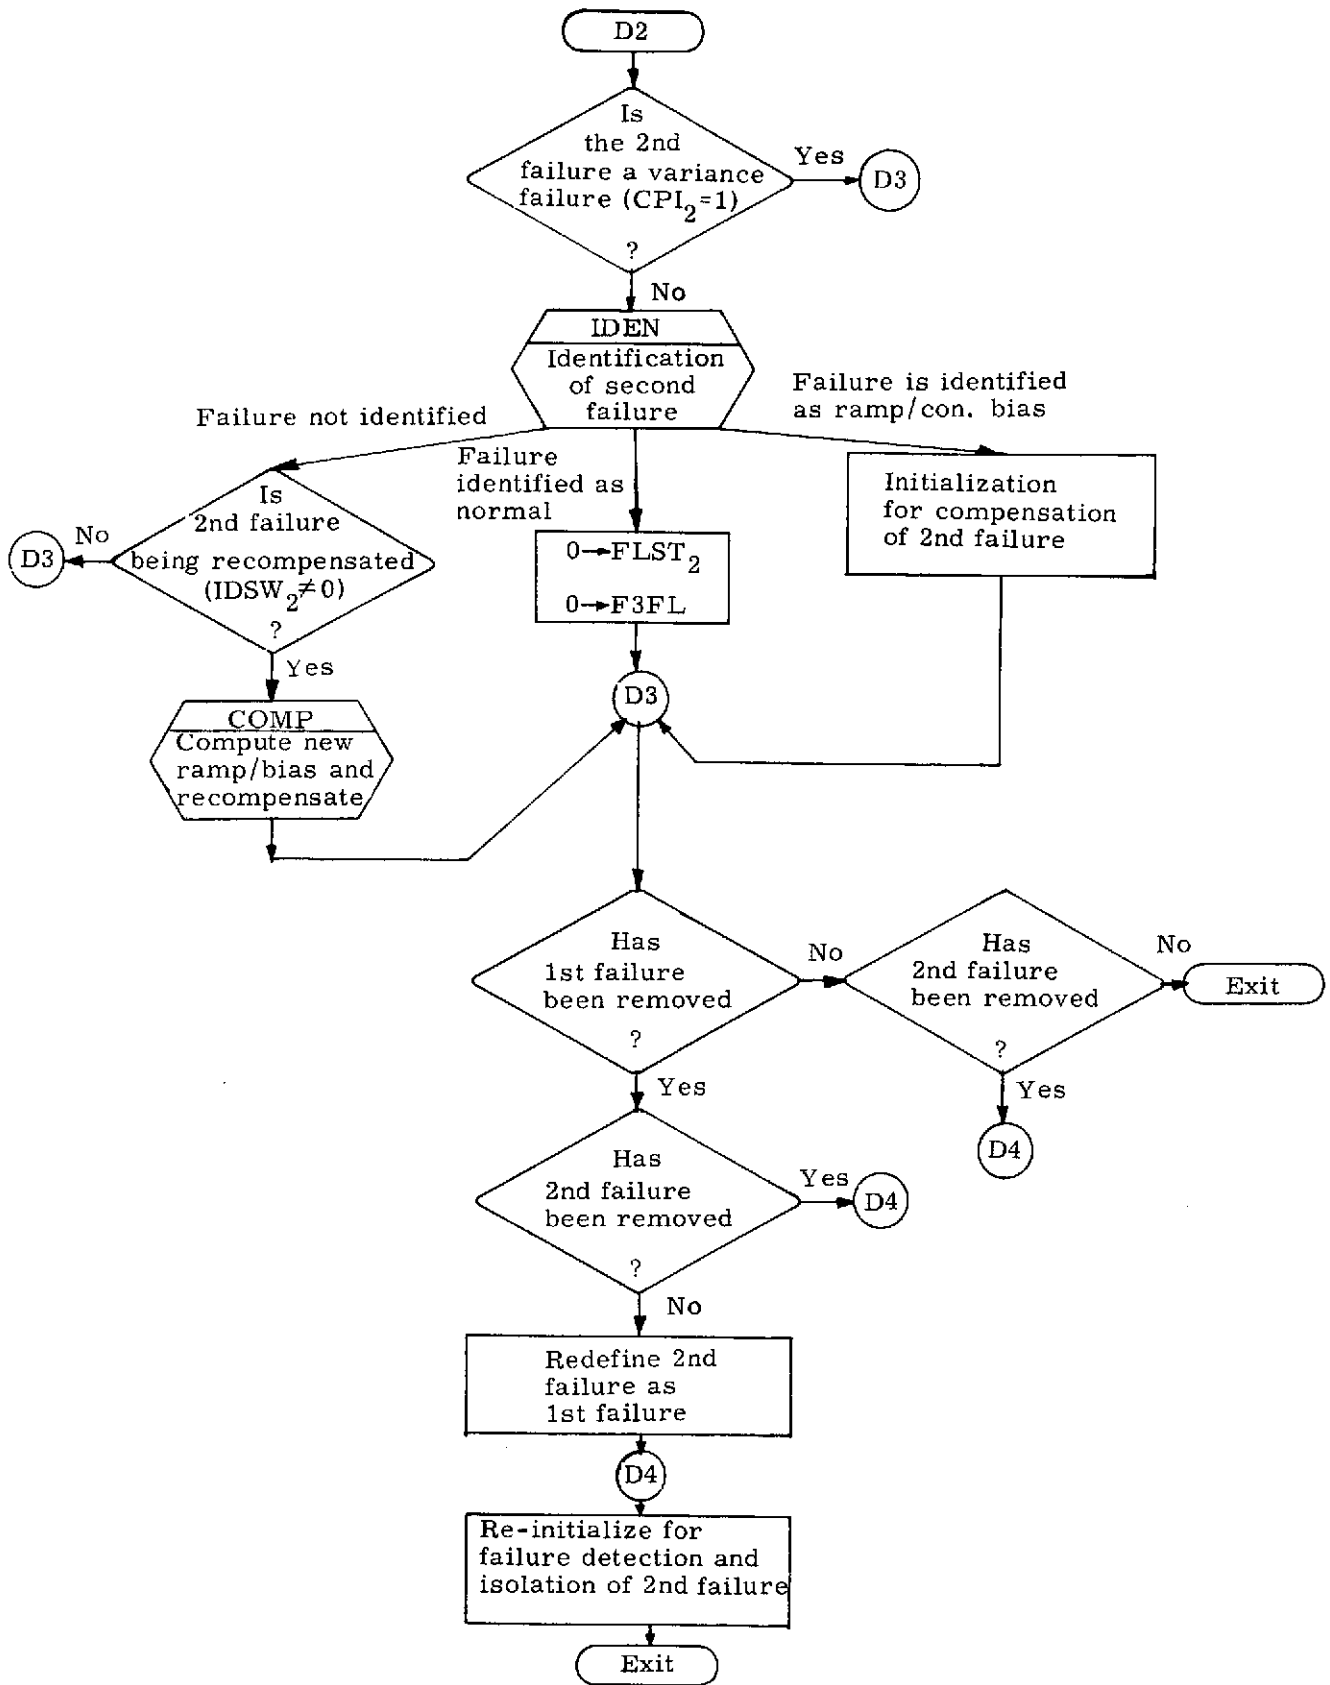 D2
Is
the 2nd
failure a variance
failure (CPI₂=1)
?
Yes
D3
No
IDEN
Identification
of second
failure
Failure not identified
Failure
identified as
normal
Failure is identified
as ramp/con. bias
Is
2nd failure
being recompensated
(IDSW₂≠0)
?
No
D3
0→FLST₂
0→F3FL
Initialization
for compensation
of 2nd failure
Yes
D3
COMP
Compute new
ramp/bias and
recompensate
Has
1st failure
been removed
?
No
Has
2nd failure
been removed
?
No
Exit
Yes
Yes
D4
Has
2nd failure
been removed
?
Yes
D4
No
Redefine 2nd
failure as
1st failure
D4
Re-initialize for
failure detection and
isolation of 2nd failure
Exit